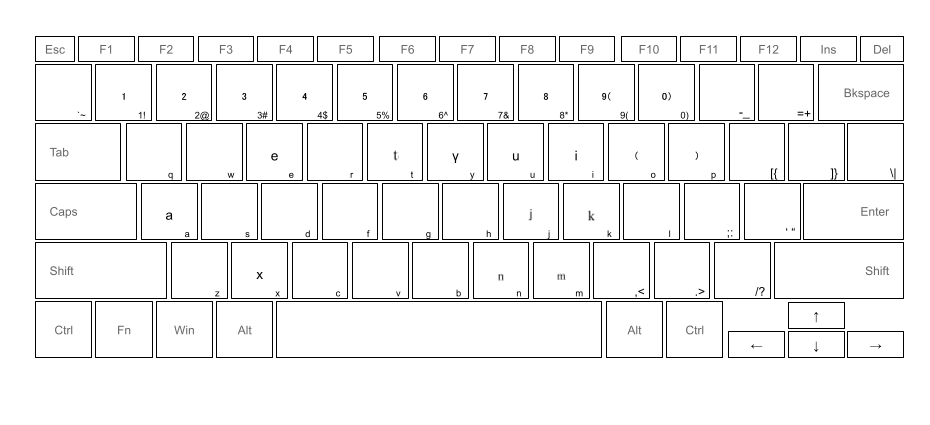 Esc F1 F2 F3 F4 F5 F6 F7 F8 F9 F10 F11 F12 Ins Del
1 2 3 4 5 6 7 8 9( 0) Bkspace
`~ 1! 2@ 3# 4$ 5% 6^ 7& 8* 9( 0) -_ =+
Tab e t γ u i ( )
q w e r t y u i o p [{ ]} \|
Caps a j k Enter
a s d f g h j k l ;: ' "
Shift x n m Shift
z x c v b n m ,< .> /?
Ctrl Fn Win Alt Alt Ctrl ↑
← ↓ →